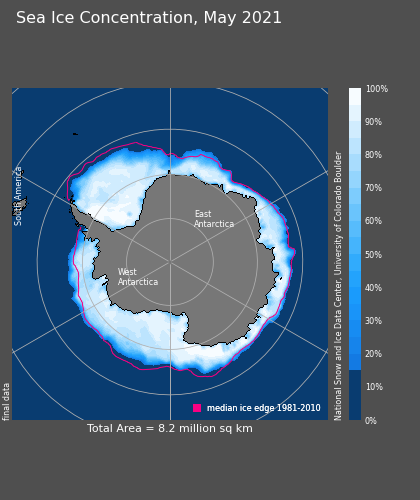 Sea Ice Concentration, May 2021
100%
90%
80%
70%
60%
50%
40%
30%
20%
10%
0%
National Snow and Ice Data Center, University of Colorado Boulder
South America
East
Antarctica
West
Antarctica
final data
median ice edge 1981-2010
Total Area = 8.2 million sq km